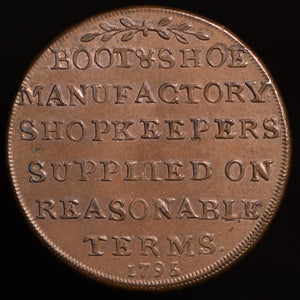 BOOT & SHOE
MANUFACTORY
SHOPKEEPERS
SUPPLIED ON
REASONABLE
TERMS.
1795